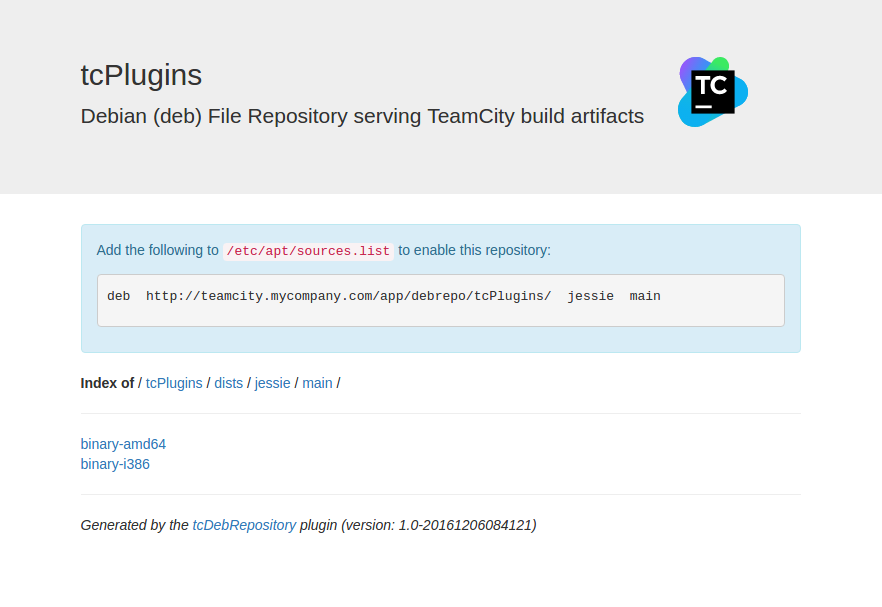 tcPlugins
TC
Debian (deb) File Repository serving TeamCity build artifacts
Add the following to /etc/apt/sources.list to enable this repository:
deb  http://teamcity.mycompany.com/app/debrepo/tcPlugins/  jessie  main
Index of / tcPlugins / dists / jessie / main /
binary-amd64
binary-i386
Generated by the tcDebRepository plugin (version: 1.0-20161206084121)